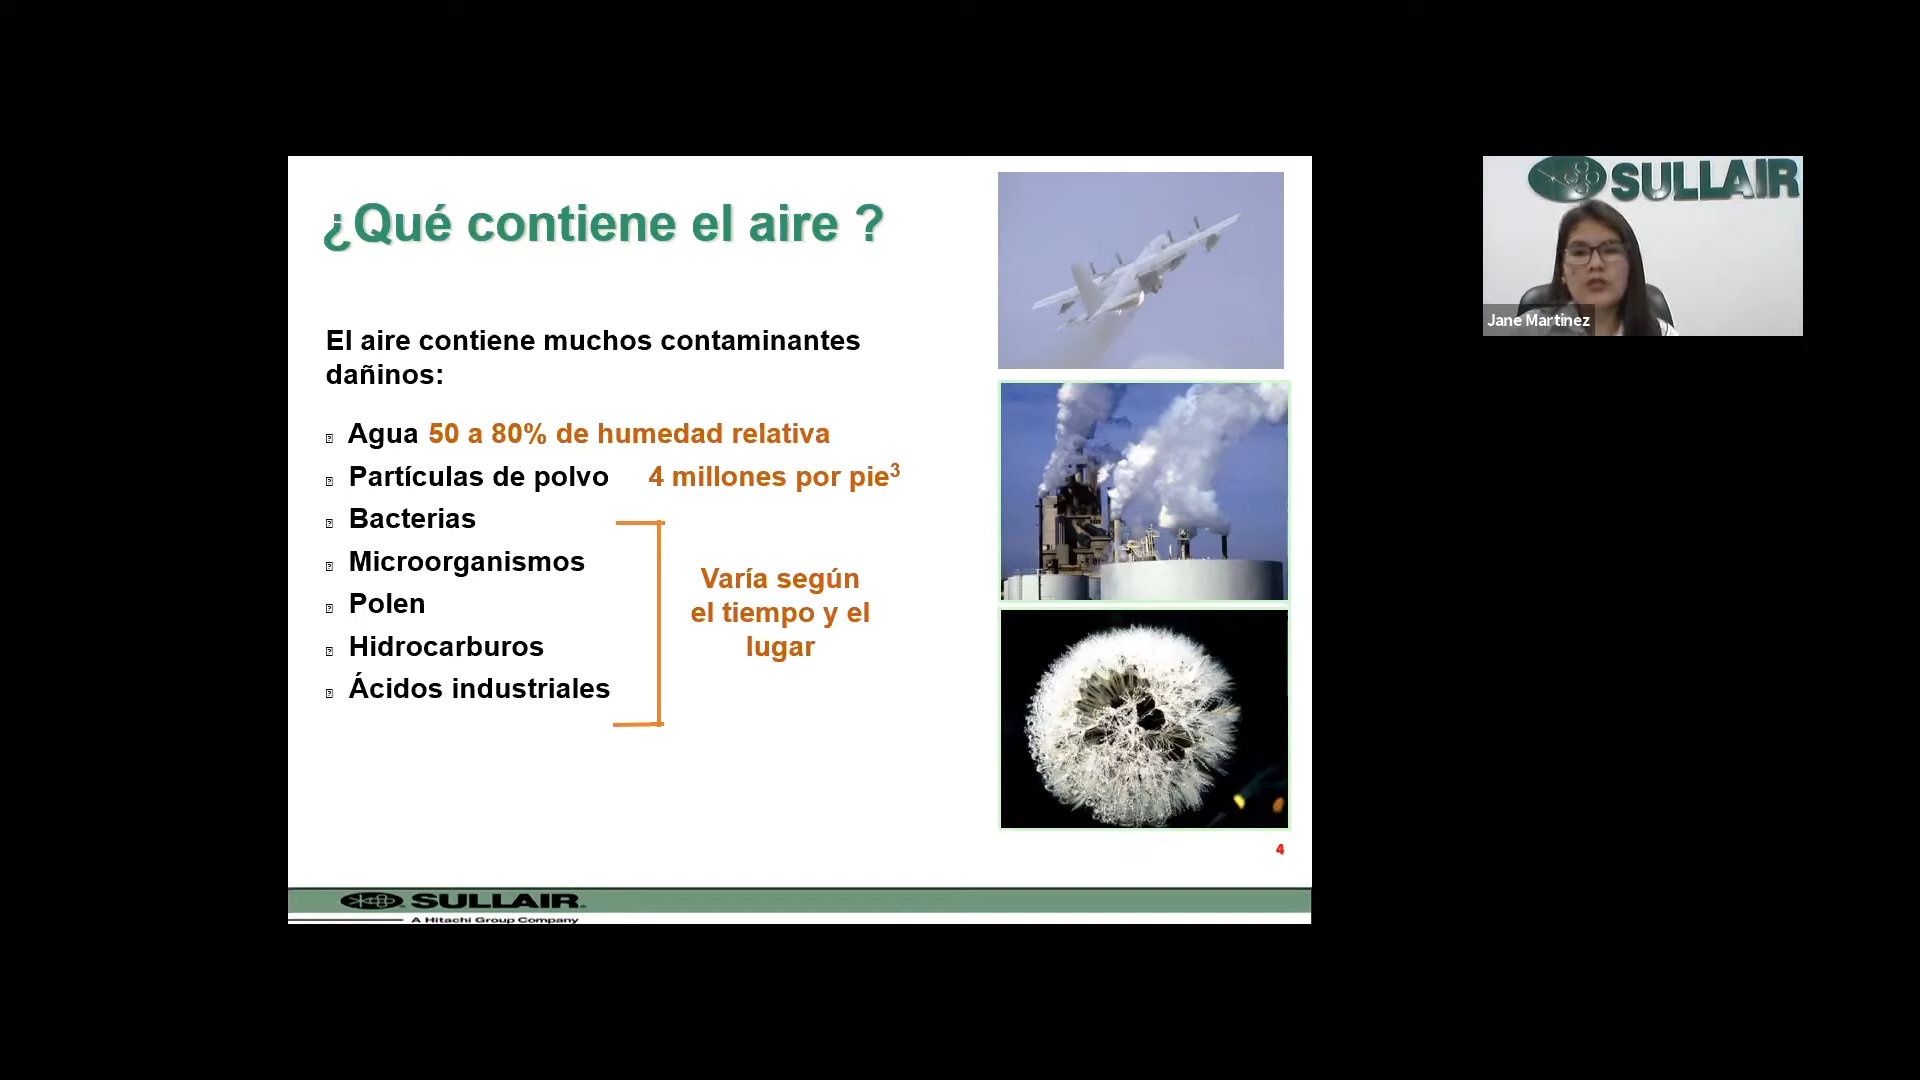 ¿Qué contiene el aire ?
El aire contiene muchos contaminantes
dañinos:
Agua 50 a 80% de humedad relativa
Partículas de polvo 4 millones por pie³
Bacterias
Microorganismos
Polen
Hidrocarburos
Ácidos industriales
Varía según
el tiempo y el
lugar
4
SULLAIR
A Hitachi Group Company
SULLAIR
Jane Martinez